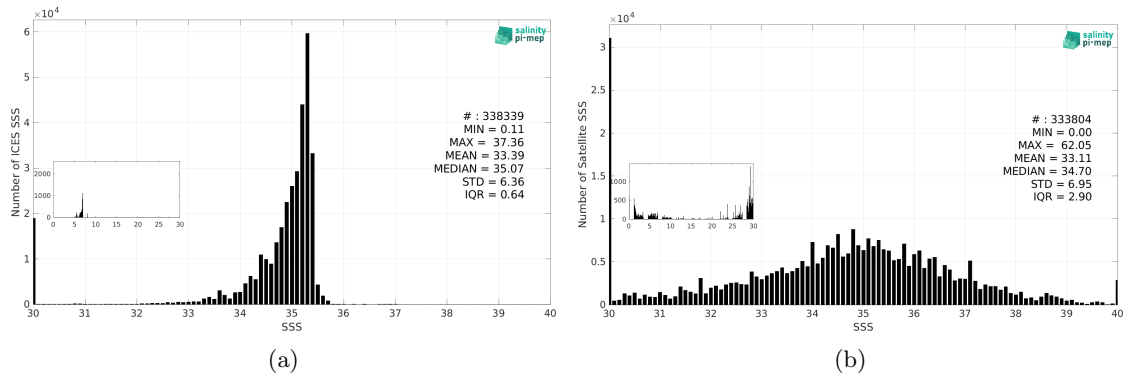 ×10⁴
6
5
4
3
2
1
0
Number of ICES SSS
salinity
pi-mep
# : 338339
MIN = 0.11
MAX = 37.36
MEAN = 33.39
MEDIAN = 35.07
STD = 6.36
IQR = 0.64
2000
1000
0
0 5 10 15 20 25 30
30 31 32 33 34 35 36 37 38 39 40
SSS
(a)
×10⁴
3
2.5
2
1.5
1
0.5
0
Number of Satellite SSS
salinity
pi-mep
# : 333804
MIN = 0.00
MAX = 62.05
MEAN = 33.11
MEDIAN = 34.70
STD = 6.95
IQR = 2.90
1000
500
0
0 5 10 15 20 25 30
30 31 32 33 34 35 36 37 38 39 40
SSS
(b)